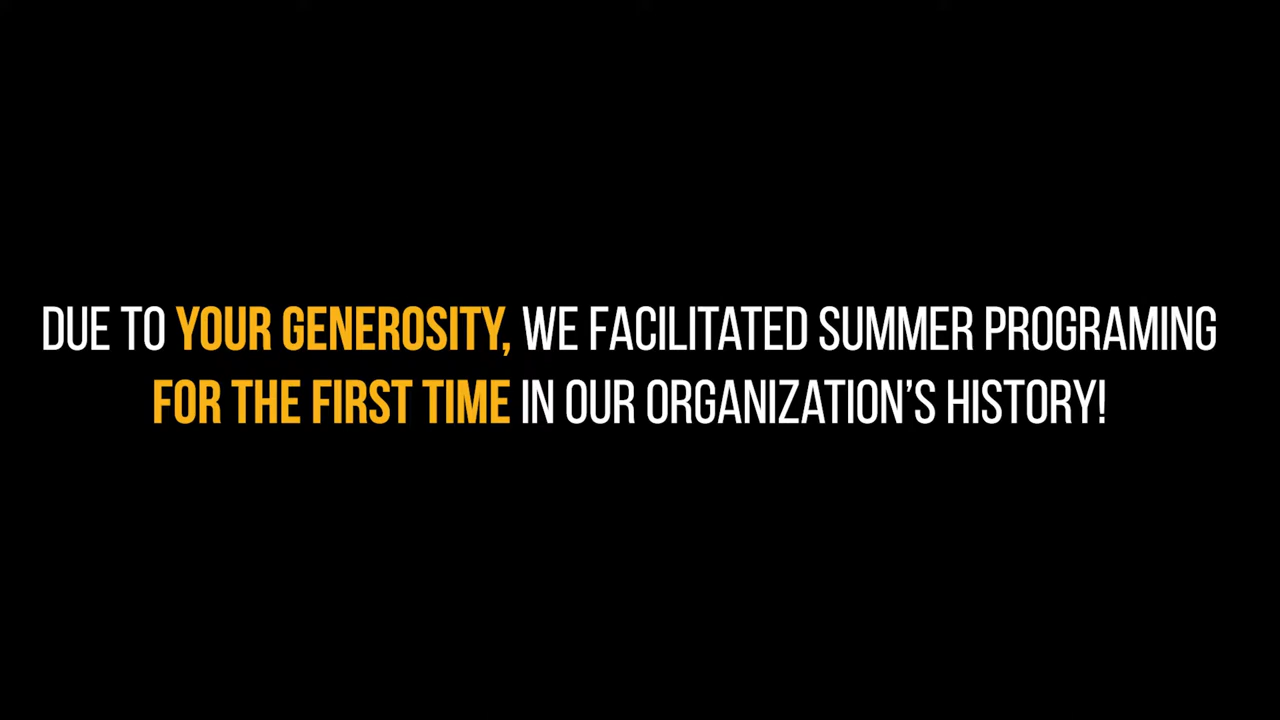 DUE TO YOUR GENEROSITY, WE FACILITATED SUMMER PROGRAMING
FOR THE FIRST TIME IN OUR ORGANIZATION’S HISTORY!